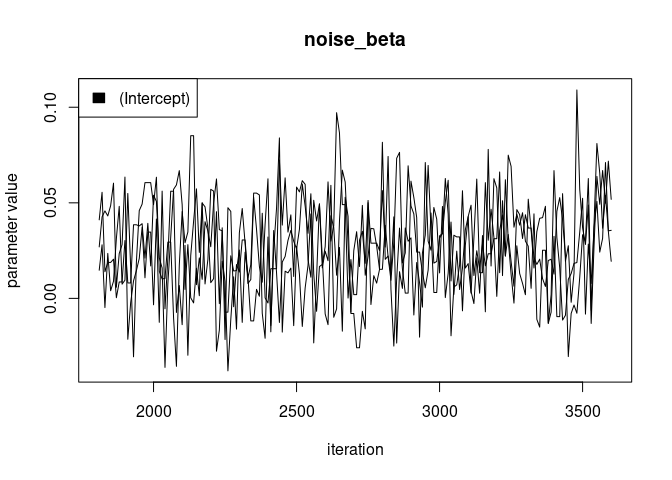 noise_beta
(Intercept)
parameter value
0.10
0.05
0.00
2000 2500 3000 3500
iteration